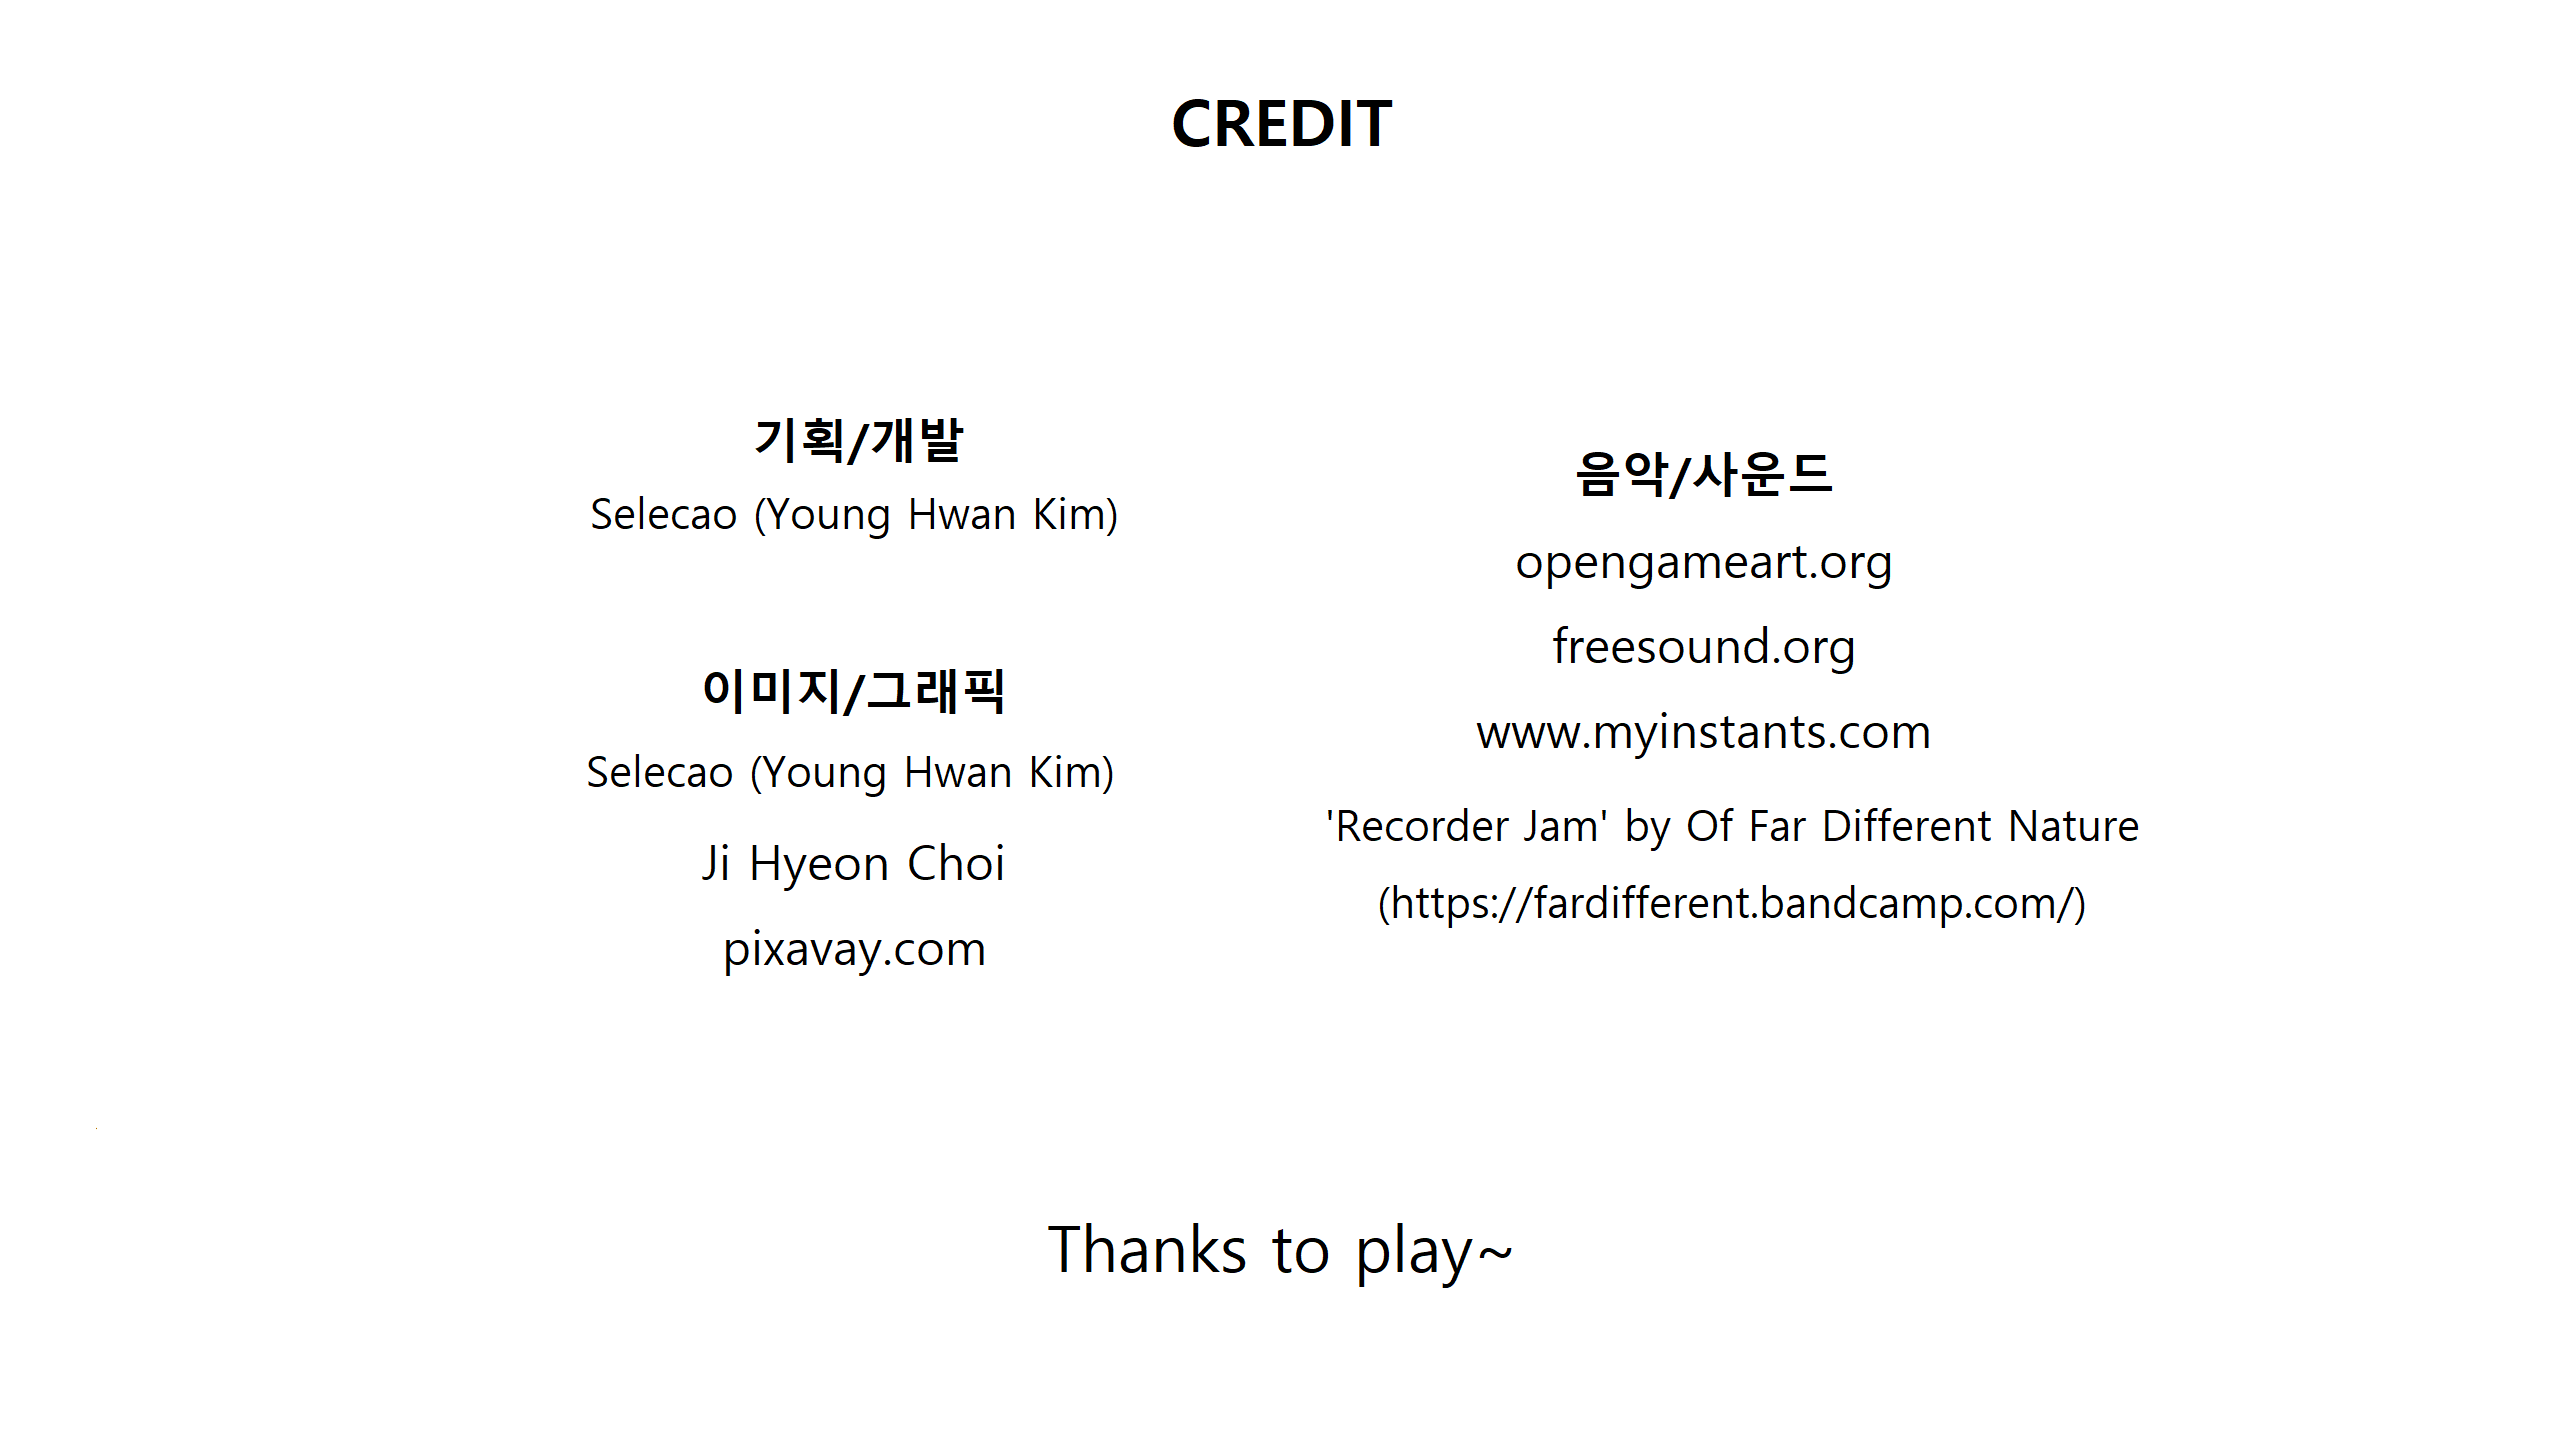 CREDIT
기획/개발
Selecao (Young Hwan Kim)
이미지/그래픽
Selecao (Young Hwan Kim)
Ji Hyeon Choi
pixavay.com
음악/사운드
opengameart.org
freesound.org
www.myinstants.com
'Recorder Jam' by Of Far Different Nature
(https://fardifferent.bandcamp.com/)
Thanks to play~